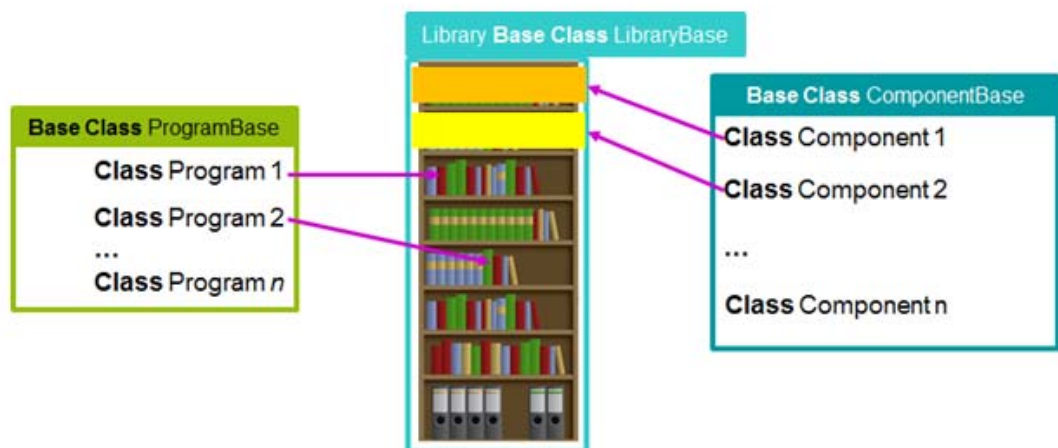 Library Base Class LibraryBase
Base Class ProgramBase
Class Program 1
Class Program 2
...
Class Program n
Base Class ComponentBase
Class Component 1
Class Component 2
...
Class Component n